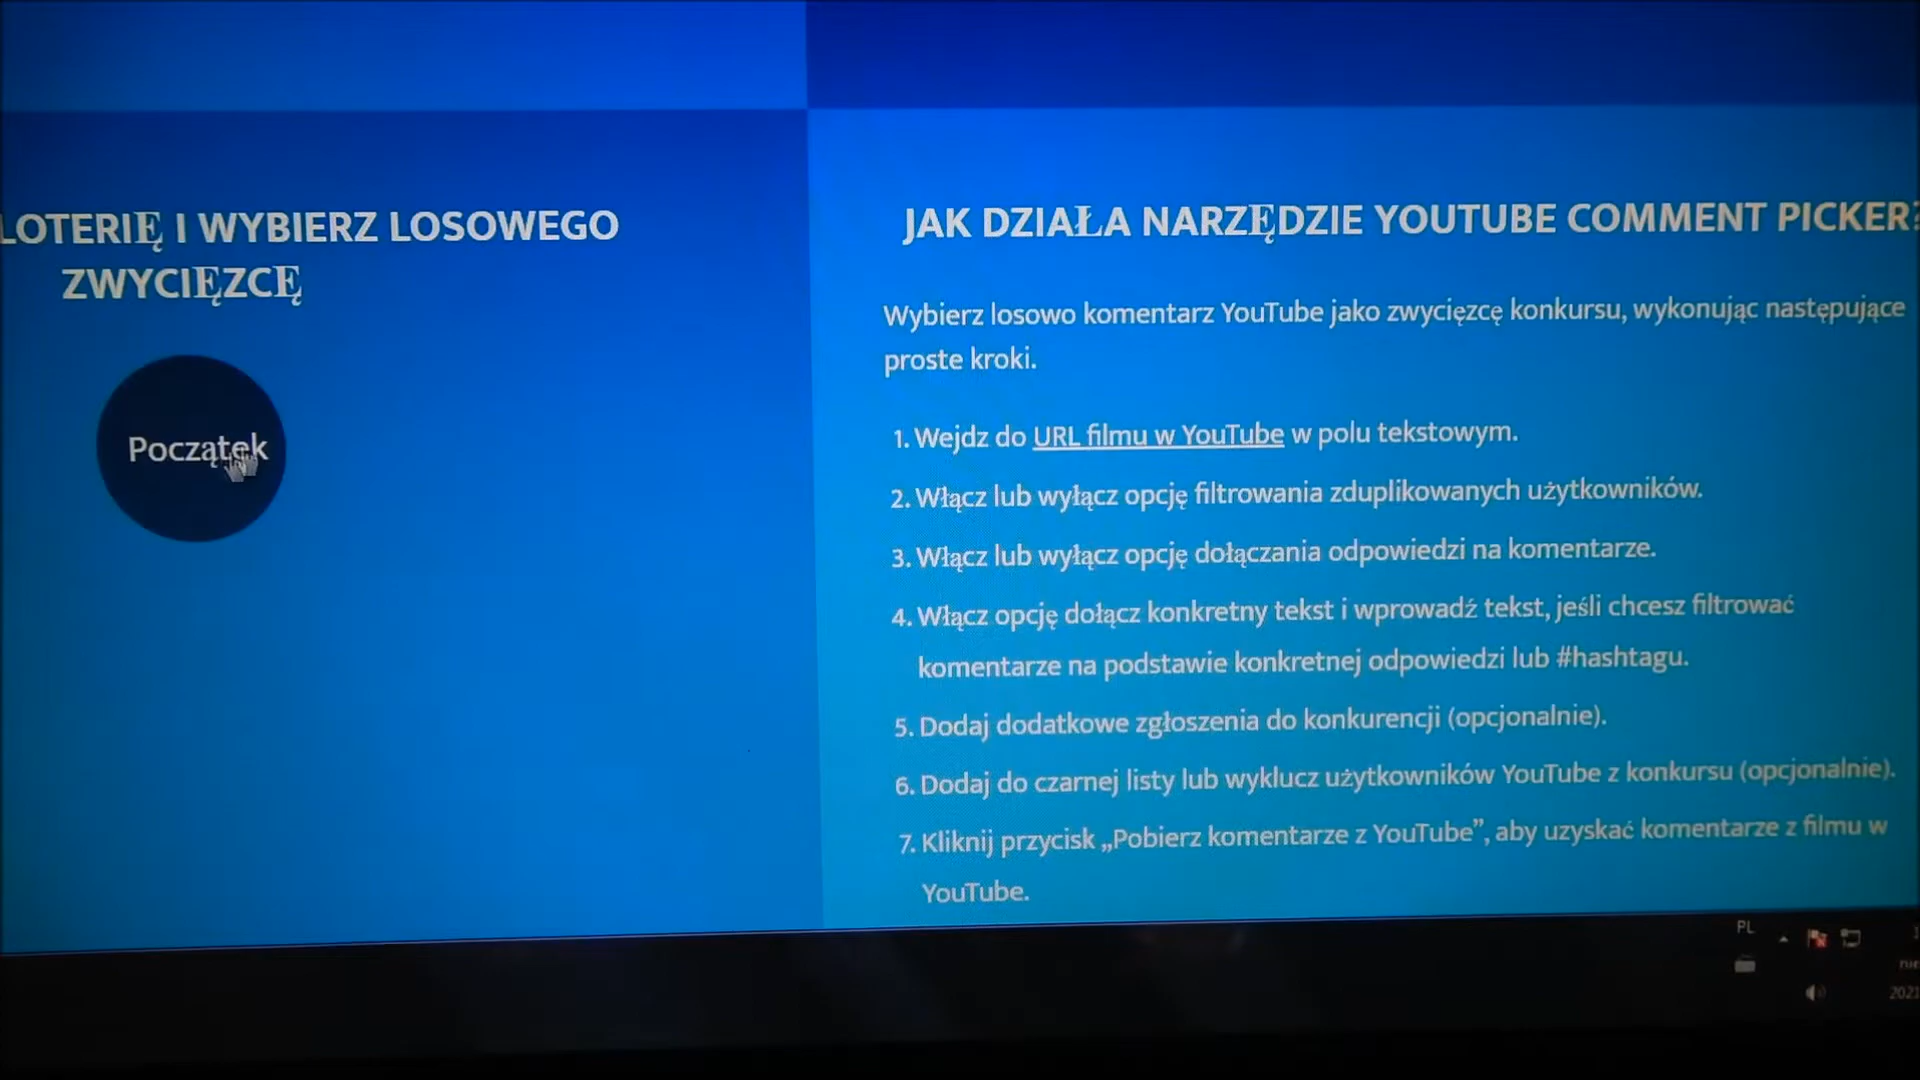 LOTERIĘ I WYBIERZ LOSOWEGO
ZWYCIĘZCĘ
Początek
JAK DZIAŁA NARZĘDZIE YOUTUBE COMMENT PICKER?
Wybierz losowo komentarz YouTube jako zwycięzcę konkursu, wykonując następujące
proste kroki.
1. Wejdz do URL filmu w YouTube w polu tekstowym.
2. Włącz lub wyłącz opcję filtrowania zduplikowanych użytkowników.
3. Włącz lub wyłącz opcję dołączania odpowiedzi na komentarze.
4. Włącz opcję dołącz konkretny tekst i wprowadź tekst, jeśli chcesz filtrować
komentarze na podstawie konkretnej odpowiedzi lub #hashtagu.
5. Dodaj dodatkowe zgłoszenia do konkurencji (opcjonalnie).
6. Dodaj do czarnej listy lub wyklucz użytkowników YouTube z konkursu (opcjonalnie).
7. Kliknij przycisk „Pobierz komentarze z YouTube”, aby uzyskać komentarze z filmu w
YouTube.
PL
2021